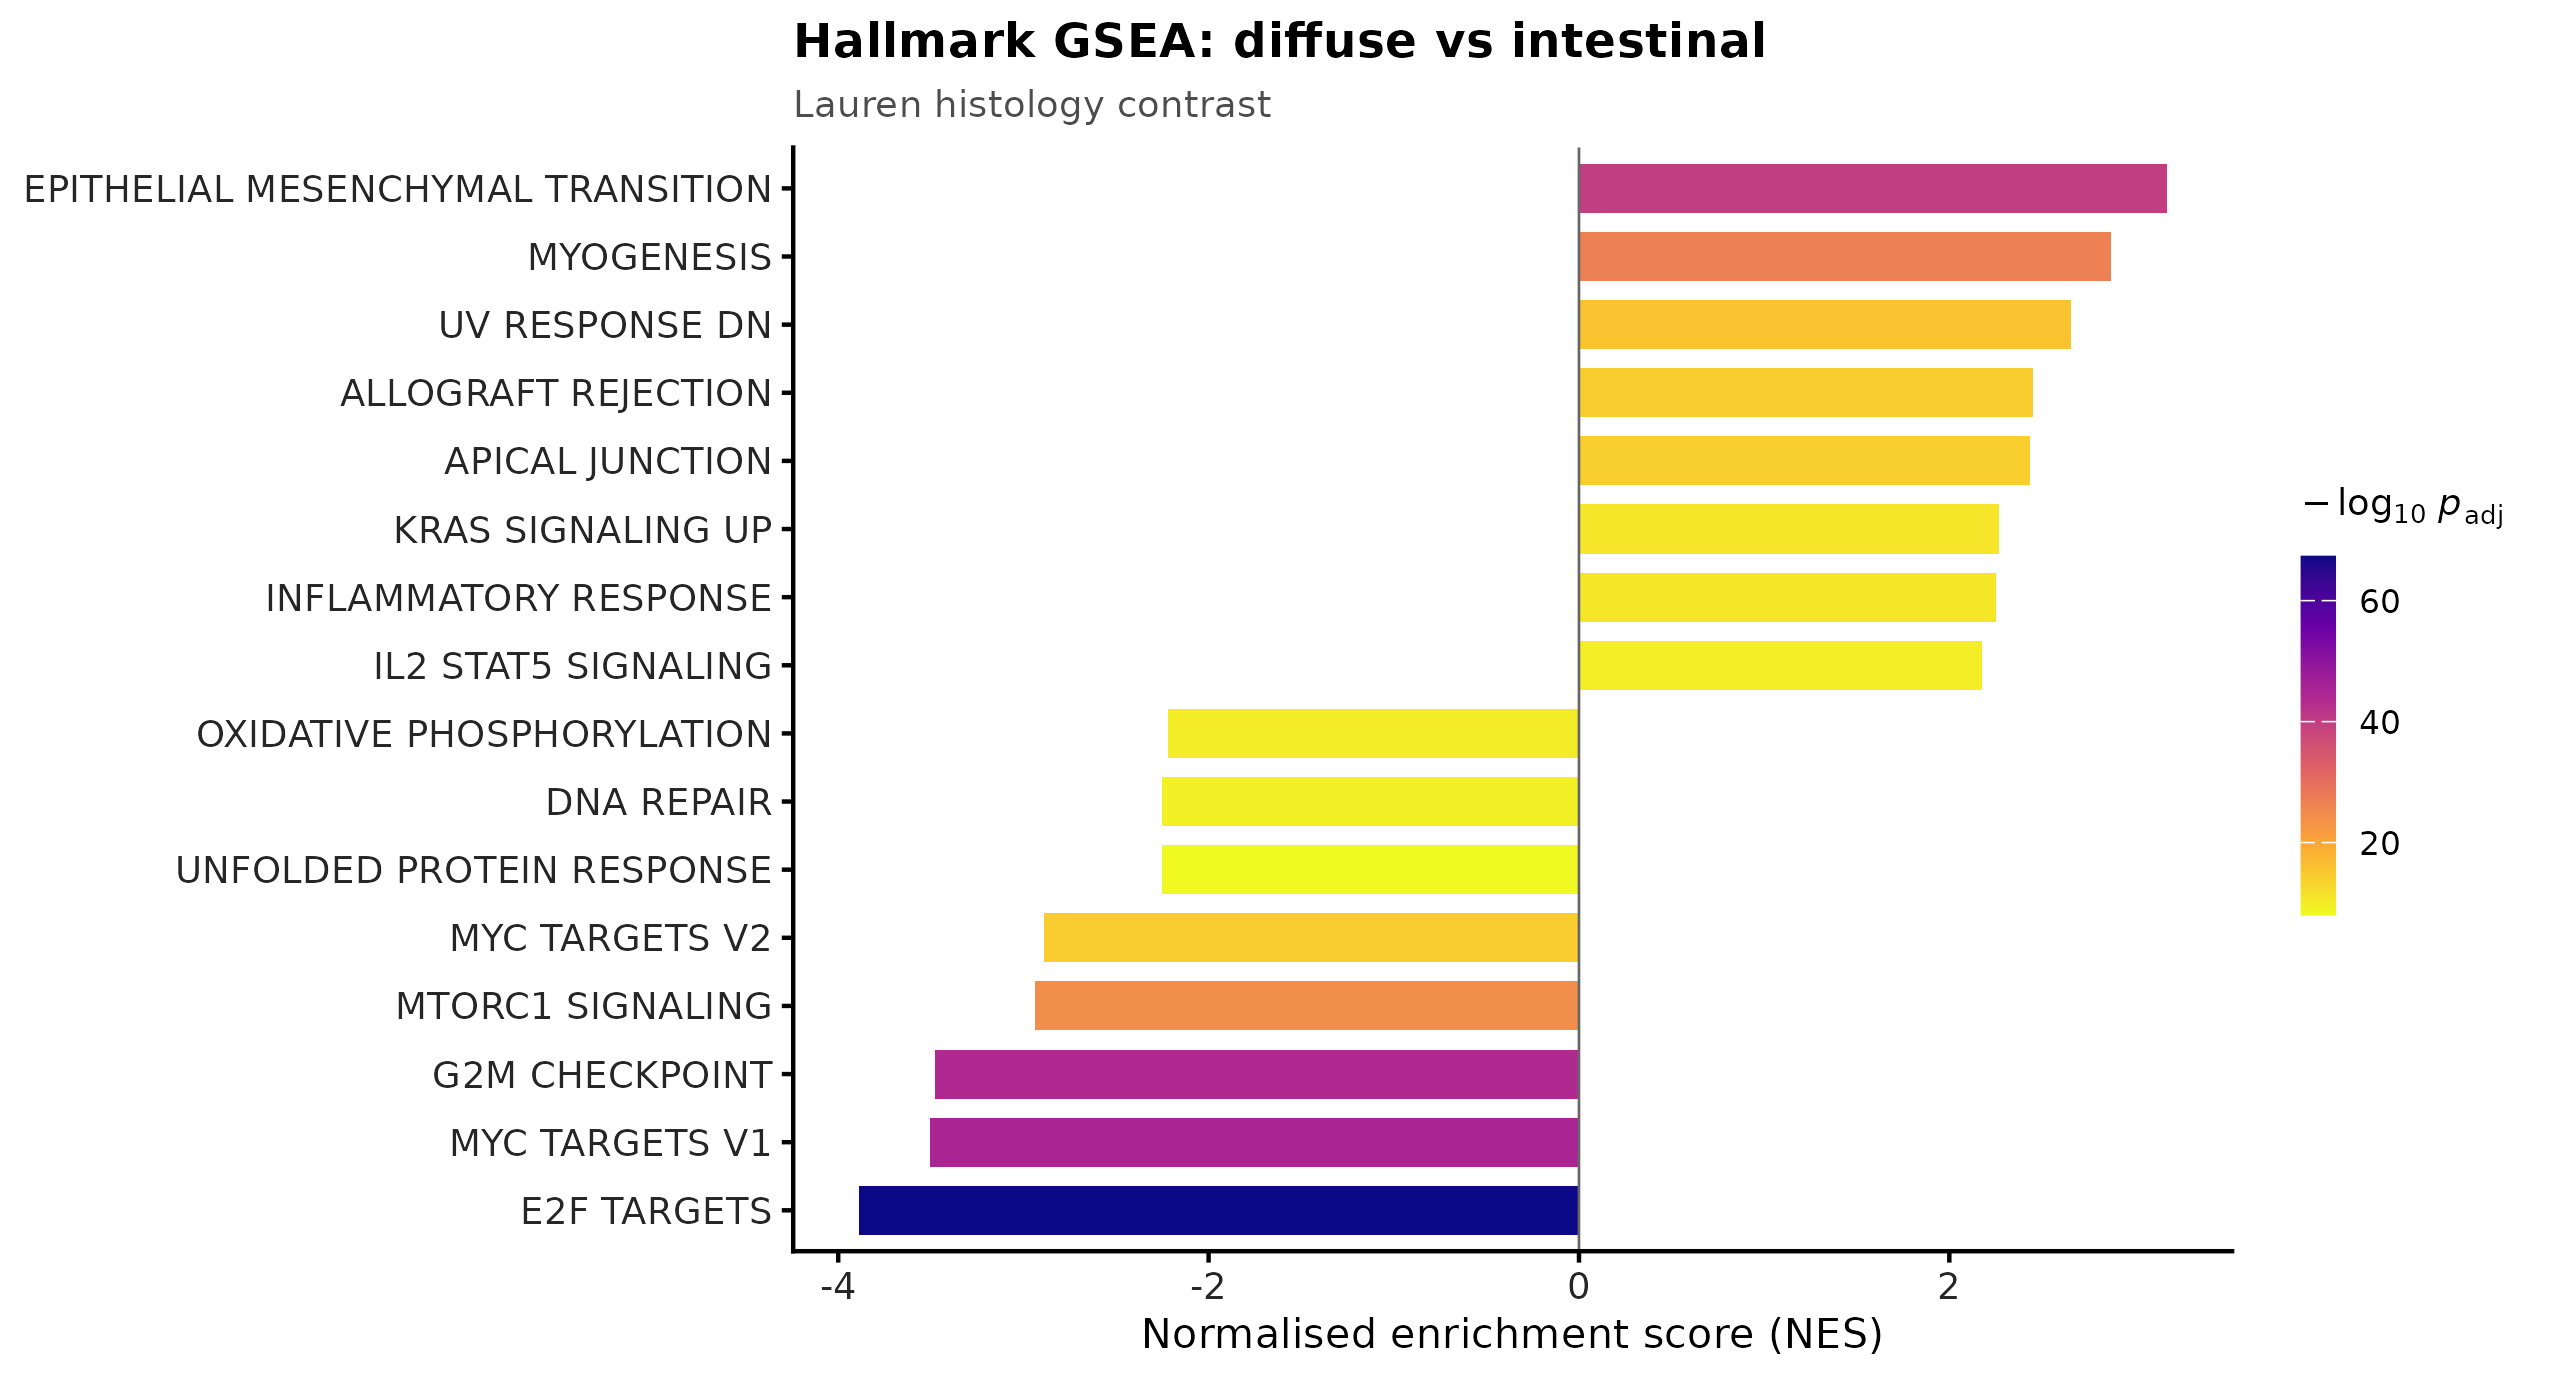 Hallmark GSEA: diffuse vs intestinal
Lauren histology contrast
EPITHELIAL MESENCHYMAL TRANSITION
MYOGENESIS
UV RESPONSE DN
ALLOGRAFT REJECTION
APICAL JUNCTION
KRAS SIGNALING UP
INFLAMMATORY RESPONSE
IL2 STAT5 SIGNALING
OXIDATIVE PHOSPHORYLATION
DNA REPAIR
UNFOLDED PROTEIN RESPONSE
MYC TARGETS V2
MTORC1 SIGNALING
G2M CHECKPOINT
MYC TARGETS V1
E2F TARGETS
-4 -2 0 2
Normalised enrichment score (NES)
− log₁₀ p adj
60
40
20